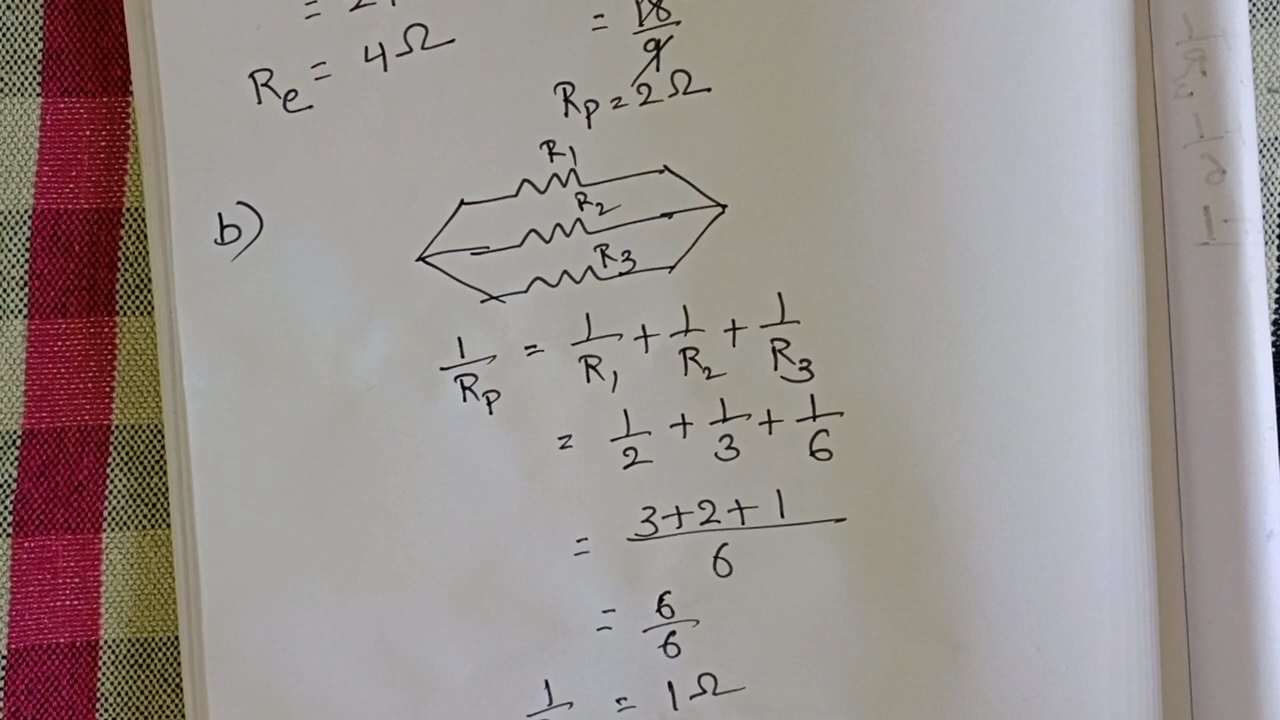 Re = 4Ω
= 18/9
Rp = 2Ω
b)
R1
R2
R3
1/Rp = 1/R1 + 1/R2 + 1/R3
= 1/2 + 1/3 + 1/6
= 3+2+1/6
= 6/6
= 1Ω